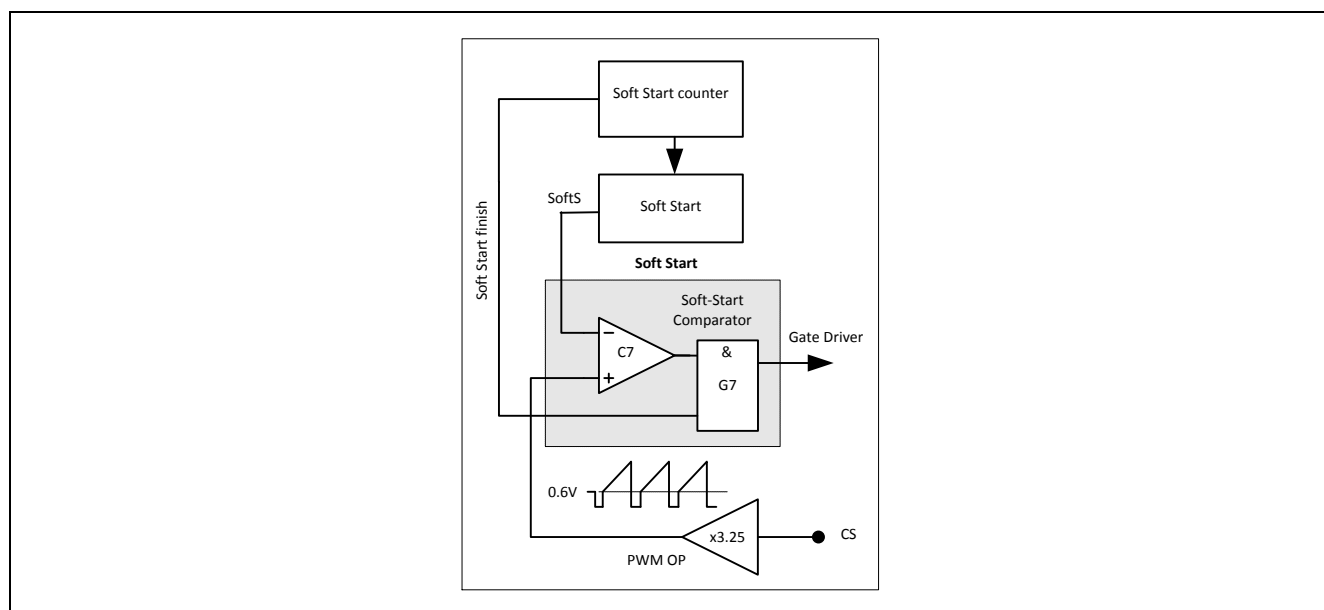 Soft Start counter
SoftS
Soft Start
Soft Start finish
Soft Start
Soft-Start
Comparator
Gate Driver
−
C7
+
&
G7
0.6V
x3.25
CS
PWM OP